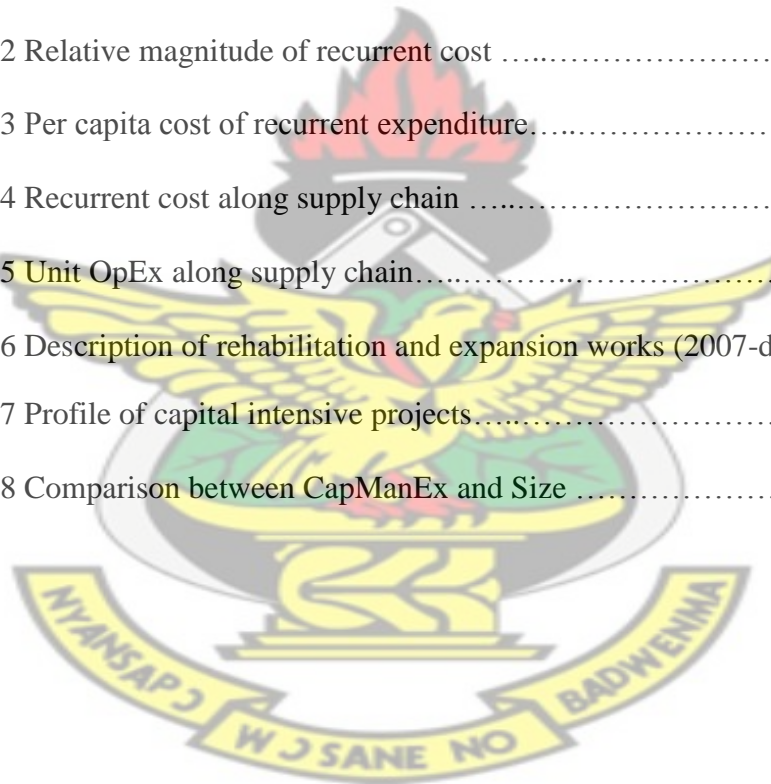 2 Relative magnitude of recurrent cost …..…………………
3 Per capita cost of recurrent expenditure…..………………
4 Recurrent cost along supply chain …..……………………
5 Unit OpEx along supply chain…..………..………………
6 Description of rehabilitation and expansion works (2007-d
7 Profile of capital intensive projects…..……………………
8 Comparison between CapManEx and Size …………………
NYANSAPƆ
WƆSANE NO
BADWENMA